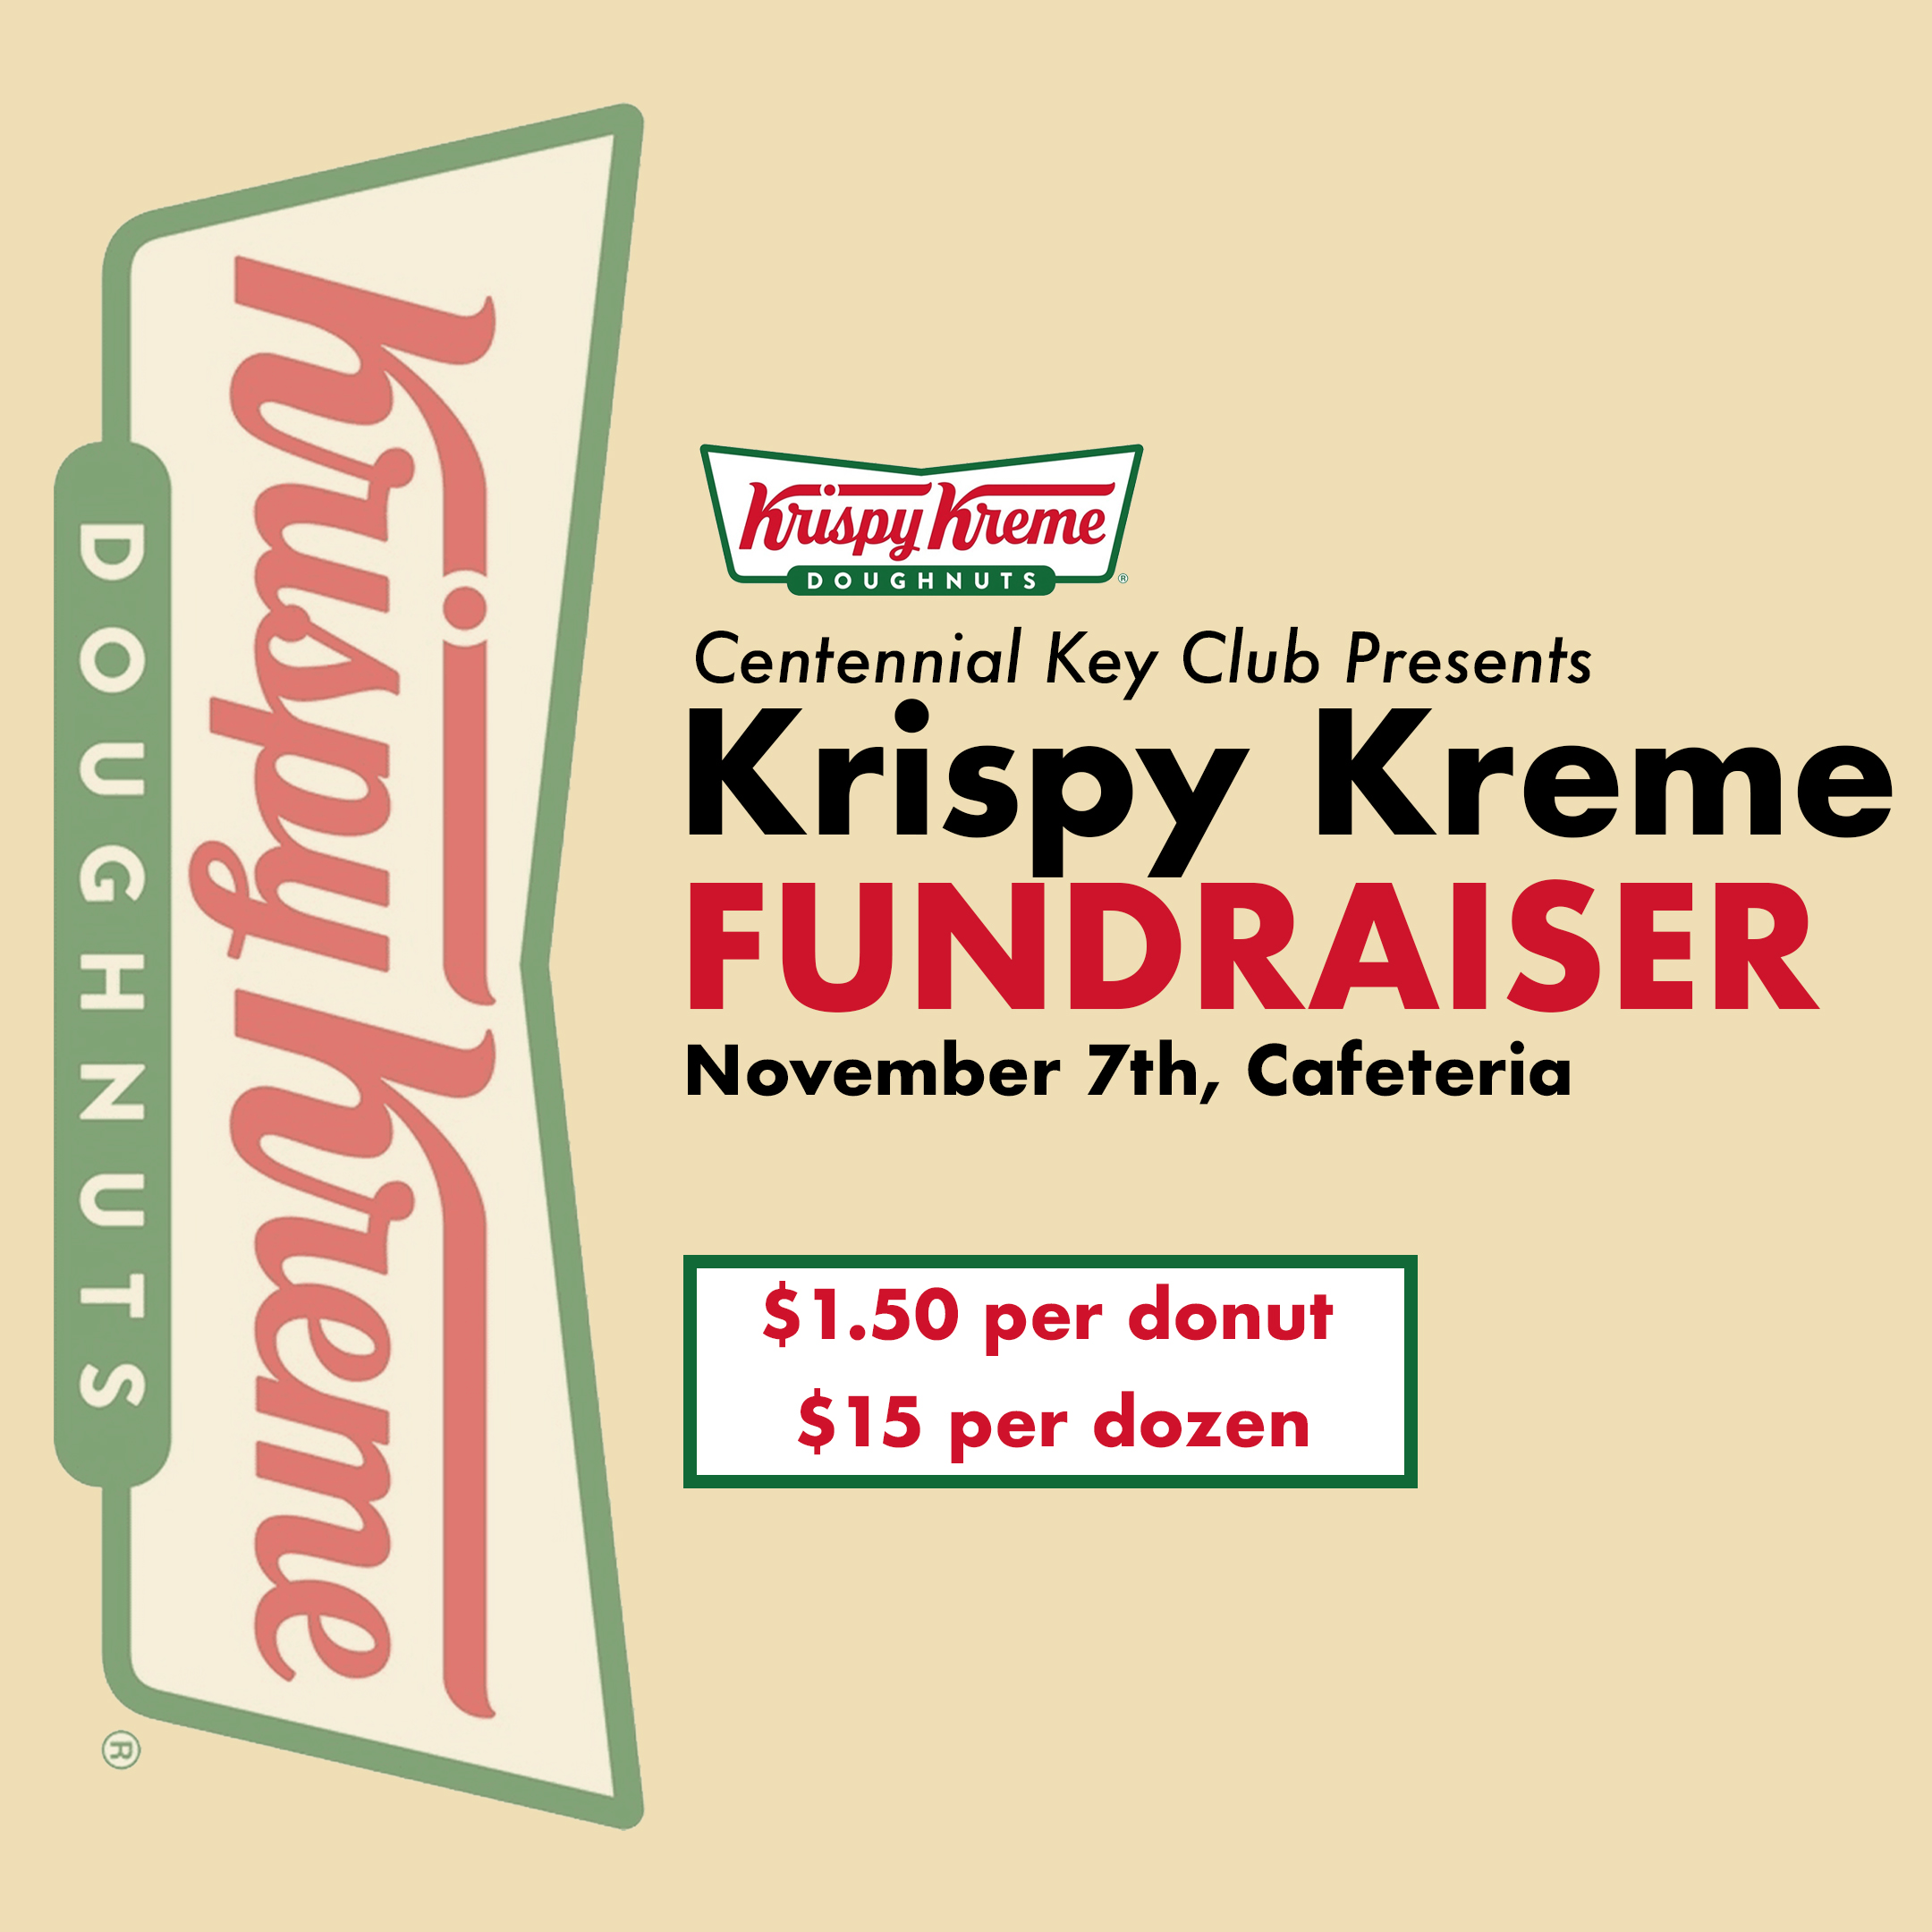 krispy kreme
DOUGHNUTS
®
krispy kreme
DOUGHNUTS
®
Centennial Key Club Presents
Krispy Kreme
FUNDRAISER
November 7th, Cafeteria
$1.50 per donut
$15 per dozen